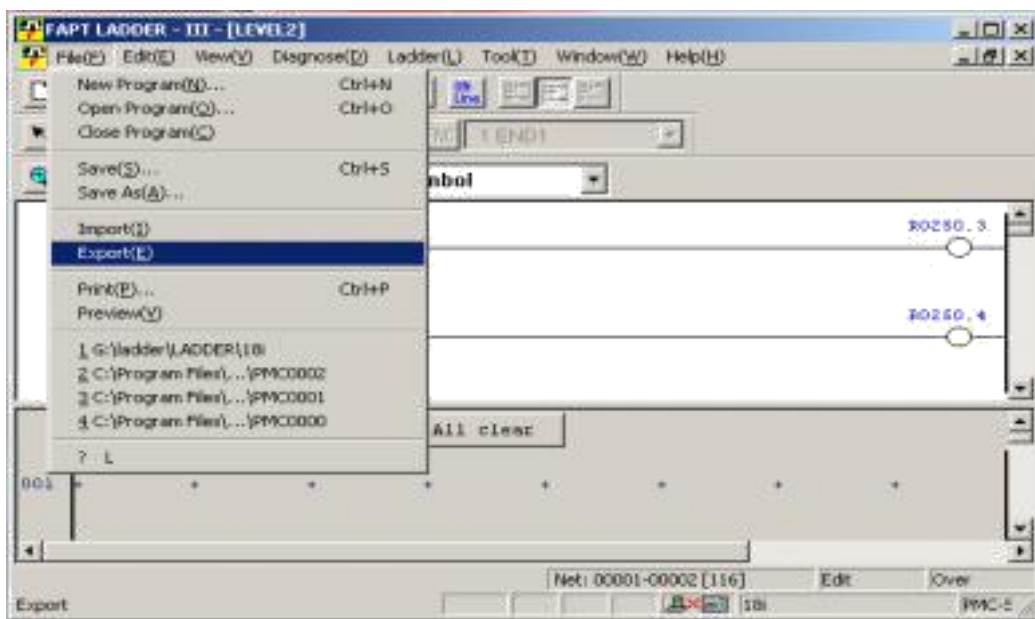 FAPT LADDER - III - [LEVEL2]
File(F) Edit(E) View(V) Diagnose(D) Ladder(L) Tool(T) Window(W) Help(H)
New Program(N)... Ctrl+N
Open Program(O)... Ctrl+O
Close Program(C)
1 END1
Save(S)... Ctrl+S
mbol
Save As(A)...
Import(I)
R0250.3
Export(E)
Print(P)... Ctrl+P
Preview(V)
R0250.4
1 G:\ladder\LADDER\18i
2 C:\Program Files\,...\PMC0002
3 C:\Program Files\,...\PMC0001
4 C:\Program Files\,...\PMC0000
All clear
? L
001
Net: 00001-00002 [116] Edit Over
Export 18i